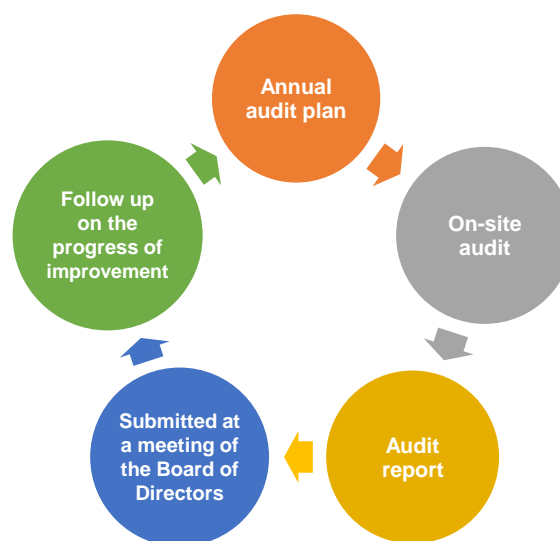 Annual
audit plan
On-site
audit
Audit
report
Submitted at
a meeting of
the Board of
Directors
Follow up
on the
progress of
improvement